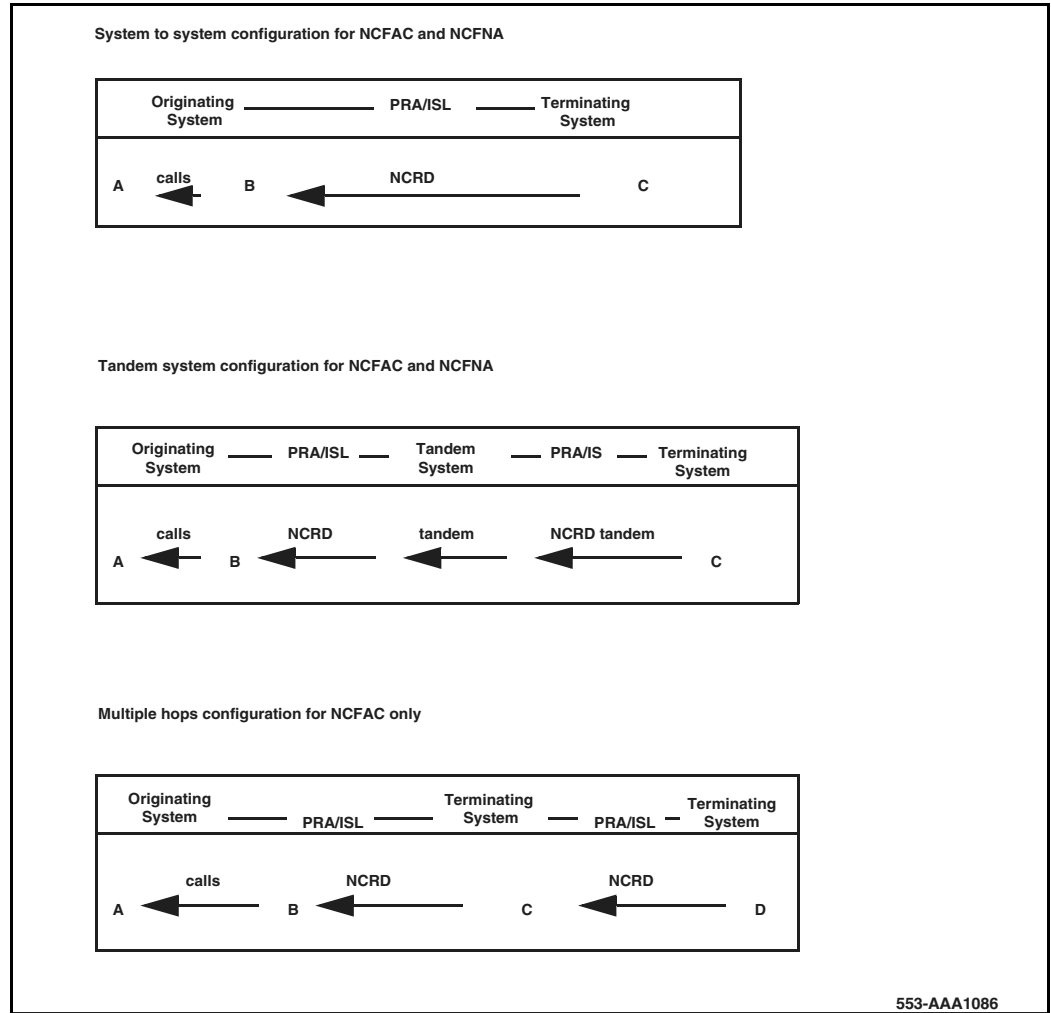 System to system configuration for NCFAC and NCFNA
Originating System PRA/ISL Terminating System
A calls B NCRD C
Tandem system configuration for NCFAC and NCFNA
Originating System PRA/ISL Tandem System PRA/IS Terminating System
A calls B NCRD tandem NCRD tandem C
Multiple hops configuration for NCFAC only
Originating System PRA/ISL Terminating System PRA/ISL Terminating System
A calls B NCRD C NCRD D
553-AAA1086